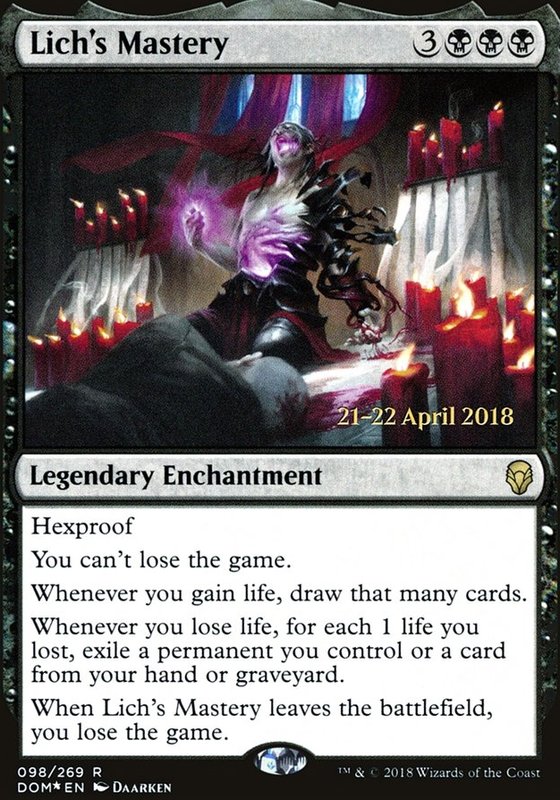 Lich's Mastery 3
21–22 April 2018
Legendary Enchantment
Hexproof
You can't lose the game.
Whenever you gain life, draw that many cards.
Whenever you lose life, for each 1 life you
lost, exile a permanent you control or a card
from your hand or graveyard.
When Lich's Mastery leaves the battlefield,
you lose the game.
098/269 R
DOM★EN DAARKEN
™ & © 2018 Wizards of the Coast